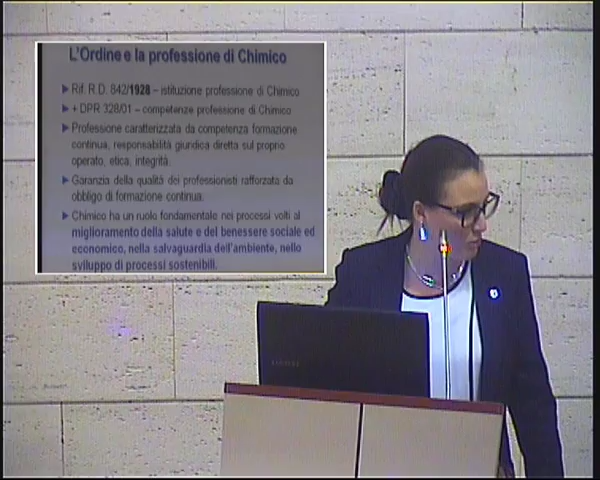 L'Ordine e la professione di Chimico
▶ Rif. R.D. 842/1928 – istituzione professione di Chimico
▶ + DPR 328/01 – competenze professione di Chimico
▶ Professione caratterizzata da competenza formazione
continua, responsabilità giuridica diretta sul proprio
operato, etica, integrità.
▶ Garanzia della qualità dei professionisti rafforzata da
obbligo di formazione continua.
▶ Chimico ha un ruolo fondamentale nei processi volti al
miglioramento della salute e del benessere sociale ed
economico, nella salvaguardia dell'ambiente, nello
sviluppo di processi sostenibili.